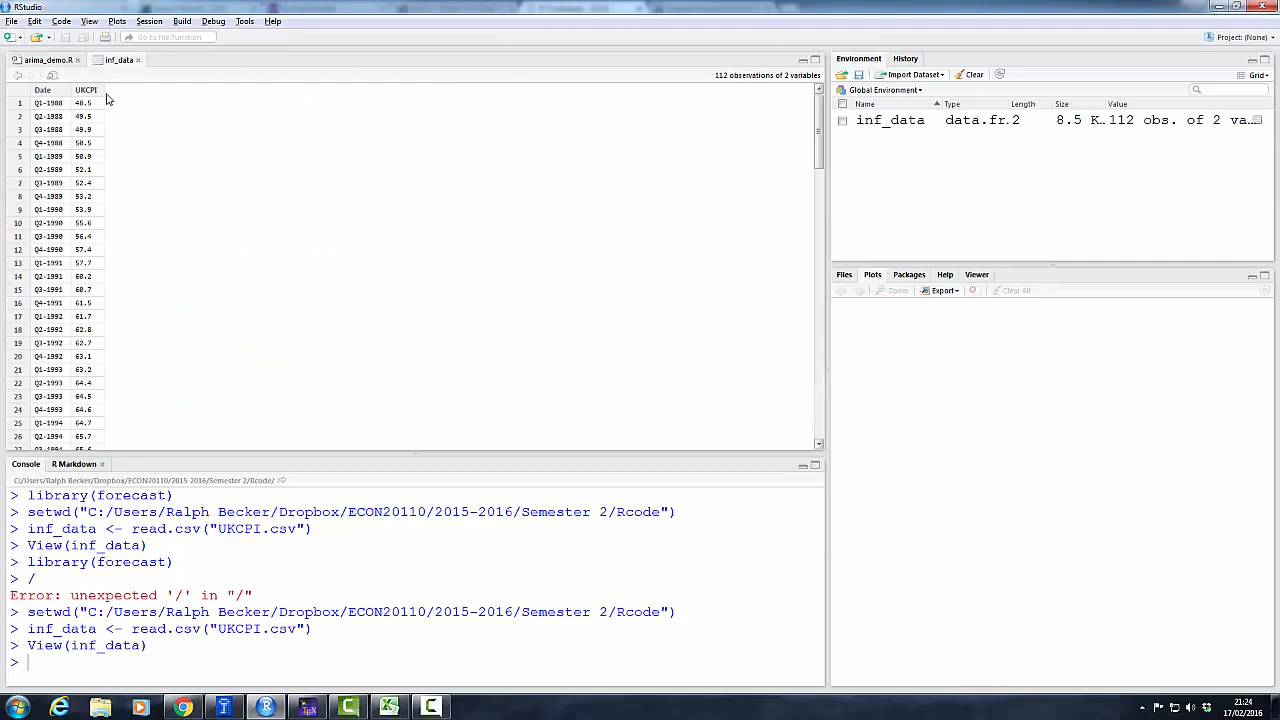 RStudio
File Edit Code View Plots Session Build Debug Tools Help
Go to file/function
Project: (None)
arima_demo.R
inf_data
112 observations of 2 variables
Date UKCPI
1 Q1-1988 48.5
2 Q2-1988 49.5
3 Q3-1988 49.9
4 Q4-1988 50.5
5 Q1-1989 50.9
6 Q2-1989 52.1
7 Q3-1989 52.4
8 Q4-1989 53.2
9 Q1-1990 53.9
10 Q2-1990 55.6
11 Q3-1990 56.4
12 Q4-1990 57.4
13 Q1-1991 57.7
14 Q2-1991 60.2
15 Q3-1991 60.7
16 Q4-1991 61.5
17 Q1-1992 61.7
18 Q2-1992 62.8
19 Q3-1992 62.7
20 Q4-1992 63.1
21 Q1-1993 63.2
22 Q2-1993 64.4
23 Q3-1993 64.5
24 Q4-1993 64.6
25 Q1-1994 64.7
26 Q2-1994 65.7
27 Q3-1994 65.6
Console R Markdown
C:/Users/Ralph Becker/Dropbox/ECON20110/2015-2016/Semester 2/Rcode/
> library(forecast)
> setwd("C:/Users/Ralph Becker/Dropbox/ECON20110/2015-2016/Semester 2/Rcode")
> inf_data <- read.csv("UKCPI.csv")
> View(inf_data)
> library(forecast)
> /
Error: unexpected '/' in "/"
> setwd("C:/Users/Ralph Becker/Dropbox/ECON20110/2015-2016/Semester 2/Rcode")
> inf_data <- read.csv("UKCPI.csv")
> View(inf_data)
>
Environment History
Import Dataset Clear
Grid
Global Environment
Name Type Length Size Value
inf_data data.fr… 2 8.5 K… 112 obs. of 2 va…
Files Plots Packages Help Viewer
Zoom Export Clear All
21:24
17/02/2016